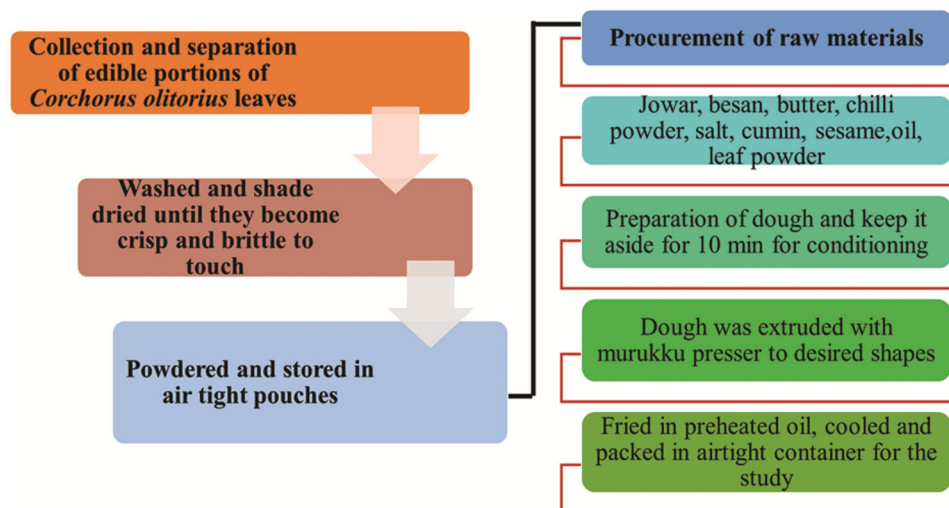 Collection and separation
of edible portions of
Corchorus olitorius leaves
Washed and shade
dried until they become
crisp and brittle to
touch
Powdered and stored in
air tight pouches
Procurement of raw materials
Jowar, besan, butter, chilli
powder, salt, cumin, sesame,oil,
leaf powder
Preparation of dough and keep it
aside for 10 min for conditioning
Dough was extruded with
murukku presser to desired shapes
Fried in preheated oil, cooled and
packed in airtight container for the
study